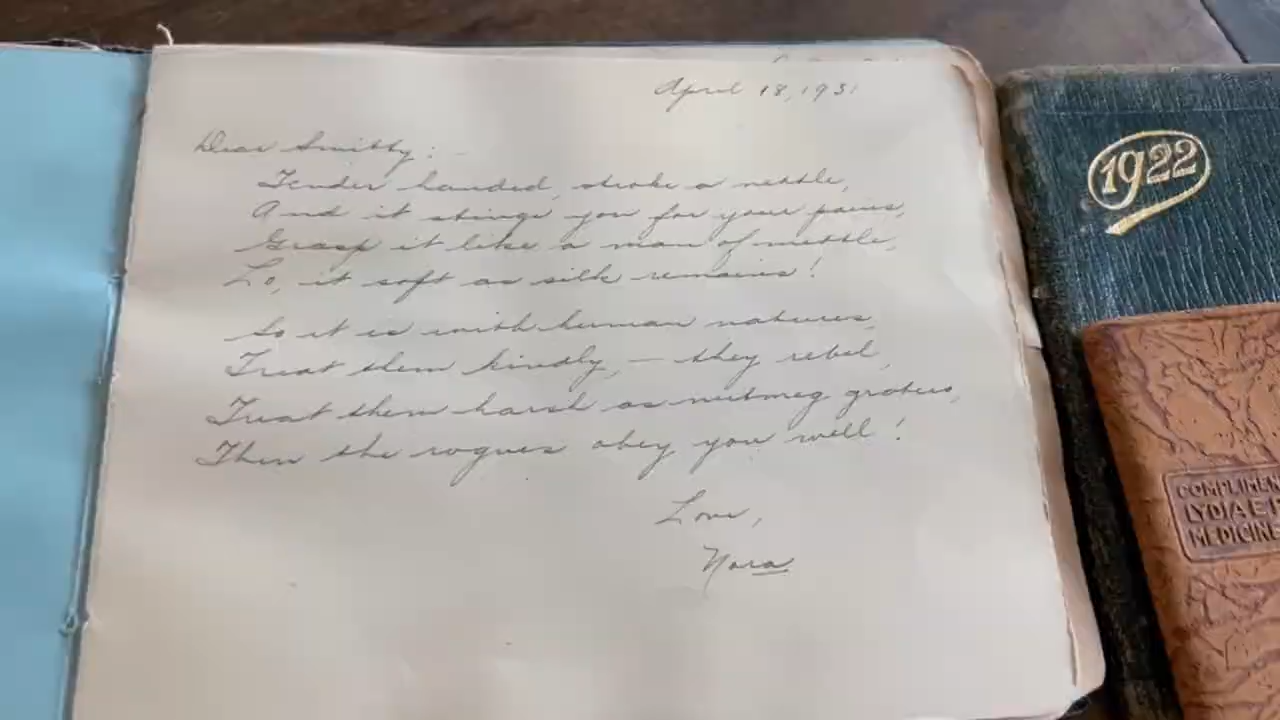 April 18, 1931
Dear Smitty:
Tender handed, stroke a nettle,
And it stings you for your pains,
Grasp it like a man of mettle,
Lo, it soft as silk remains!
So it is with human natures,
Treat them kindly, — they rebel,
Treat them harsh as nutmeg graters,
Then the rogues obey you well!
Love,
Nora
1922
COMPLIMEN
LYDIA E P
MEDICINE